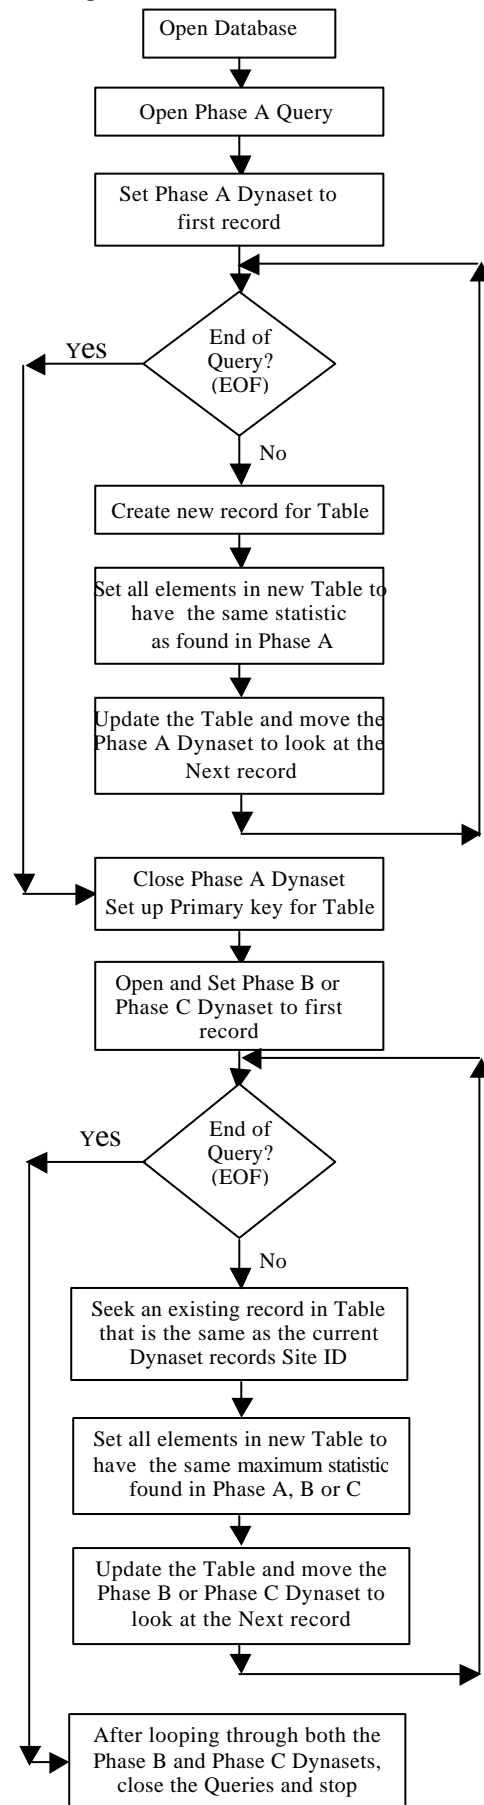 Open Database
Open Phase A Query
Set Phase A Dynaset to
first record
End of
Query?
(EOF)
Yes
No
Create new record for Table
Set all elements in new Table to
have the same statistic
as found in Phase A
Update the Table and move the
Phase A Dynaset to look at the
Next record
Close Phase A Dynaset
Set up Primary key for Table
Open and Set Phase B or
Phase C Dynaset to first
record
End of
Query?
(EOF)
Yes
No
Seek an existing record in Table
that is the same as the current
Dynaset records Site ID
Set all elements in new Table to
have the same maximum statistic
found in Phase A, B or C
Update the Table and move the
Phase B or Phase C Dynaset to
look at the Next record
After looping through both the
Phase B and Phase C Dynasets,
close the Queries and stop